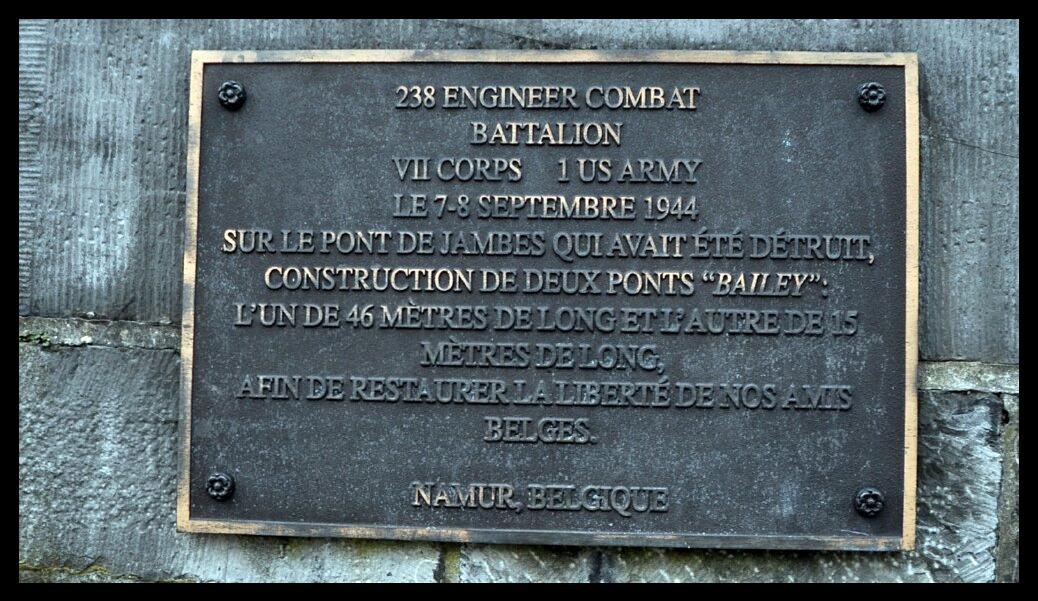 238 ENGINEER COMBAT
BATTALION
VII CORPS 1 US ARMY
LE 7-8 SEPTEMBRE 1944
SUR LE PONT DE JAMBES QUI AVAIT ÉTÉ DÉTRUIT,
CONSTRUCTION DE DEUX PONTS “BAILEY”:
L’UN DE 46 MÈTRES DE LONG ET L’AUTRE DE 15
MÈTRES DE LONG,
AFIN DE RESTAURER LA LIBERTÉ DE NOS AMIS
BELGES.
NAMUR, BELGIQUE